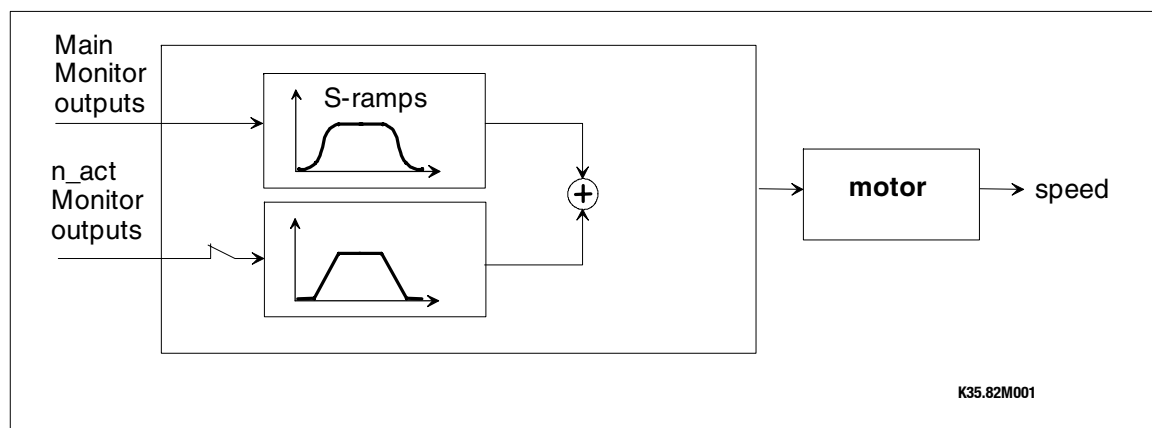 Main
Monitor
outputs
S-ramps
n_act
Monitor
outputs
+
motor
speed
K35.82M001